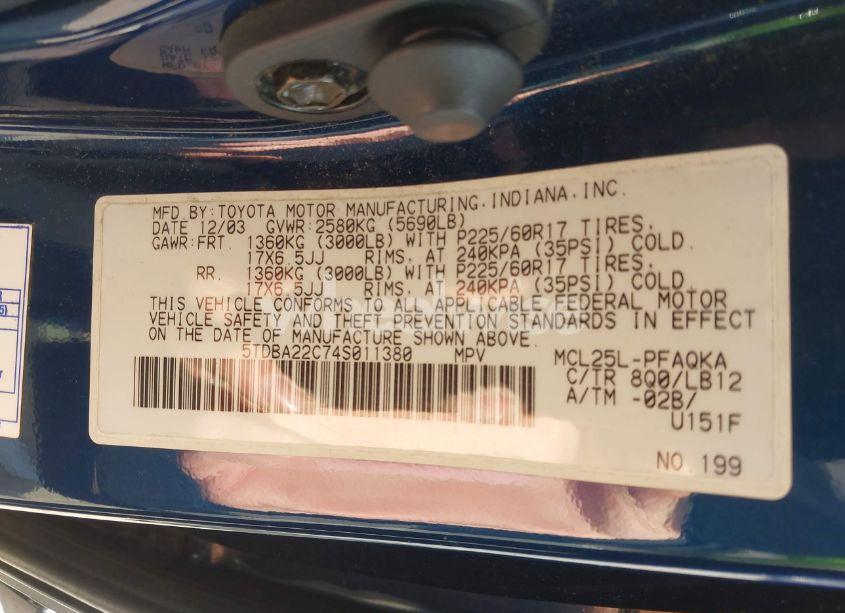 MFD BY:TOYOTA MOTOR MANUFACTURING.INDIANA.INC.
DATE 12/03 GVWR:2580KG (5690LB)
GAWR:FRT. 1360KG (3000LB) WITH P225/60R17 TIRES,
17X6.5JJ RIMS, AT 240KPA (35PSI) COLD.
RR. 1360KG (3000LB) WITH P225/60R17 TIRES,
17X6.5JJ RIMS, AT 240KPA (35PSI) COLD.
THIS VEHICLE CONFORMS TO ALL APPLICABLE FEDERAL MOTOR
VEHICLE SAFETY AND THEFT PREVENTION STANDARDS IN EFFECT
ON THE DATE OF MANUFACTURE SHOWN ABOVE.
5TDBA22C74S011380 MPV
MCL25L-PFAQKA
C/TR 8Q0/LB12
A/TM -02B/
U151F
NO. 199